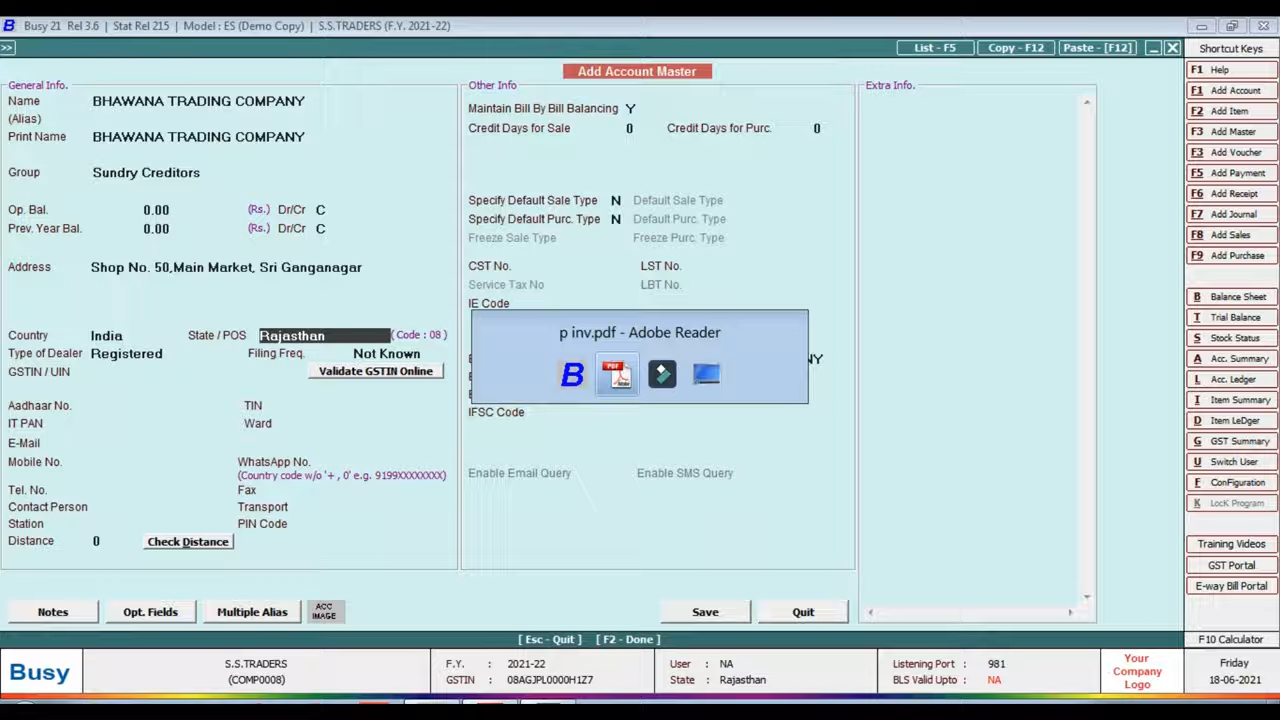 B Busy 21 Rel 3.6 | Stat Rel 215 | Model : ES (Demo Copy) | S.S.TRADERS (F.Y. 2021-22)
>> List - F5 Copy - F12 Paste - [F12] Shortcut Keys
Add Account Master
General Info.
Name BHAWANA TRADING COMPANY
(Alias)
Print Name BHAWANA TRADING COMPANY
Group Sundry Creditors
Op. Bal. 0.00 (Rs.) Dr/Cr C
Prev. Year Bal. 0.00 (Rs.) Dr/Cr C
Address Shop No. 50,Main Market, Sri Ganganagar
Country India State / POS Rajasthan ( Code : 08 )
Type of Dealer Registered Filing Freq. Not Known
GSTIN / UIN Validate GSTIN Online
Aadhaar No. TIN
IT PAN Ward
E-Mail
Mobile No. WhatsApp No.
(Country code w/o '+ , 0' e.g. 9199XXXXXXXX)
Tel. No. Fax
Contact Person Transport
Station PIN Code
Distance 0 Check Distance
Other Info
Maintain Bill By Bill Balancing Y
Credit Days for Sale 0 Credit Days for Purc. 0
Specify Default Sale Type N Default Sale Type
Specify Default Purc. Type N Default Purc. Type
Freeze Sale Type Freeze Purc. Type
CST No. LST No.
Service Tax No LBT No.
IE Code
p inv.pdf - Adobe Reader
B PDF Adobe
NY
IFSC Code
Enable Email Query Enable SMS Query
Extra Info.
Notes Opt. Fields Multiple Alias ACC IMAGE Save Quit
[ Esc - Quit ] [ F2 - Done ]
F1 Help
F1 Add Account
F2 Add Item
F3 Add Master
F3 Add Voucher
F5 Add Payment
F6 Add Receipt
F7 Add Journal
F8 Add Sales
F9 Add Purchase
B Balance Sheet
T Trial Balance
S Stock Status
A Acc. Summary
L Acc. Ledger
I Item Summary
D Item LeDger
G GST Summary
U Switch User
F ConFiguration
K LocK Program
Training Videos
GST Portal
E-way Bill Portal
F10 Calculator
Busy
S.S.TRADERS
(COMP0008)
F.Y. : 2021-22
GSTIN : 08AGJPL0000H1Z7
User : NA
State : Rajasthan
Listening Port : 981
BLS Valid Upto : NA
Your
Company
Logo
Friday
18-06-2021